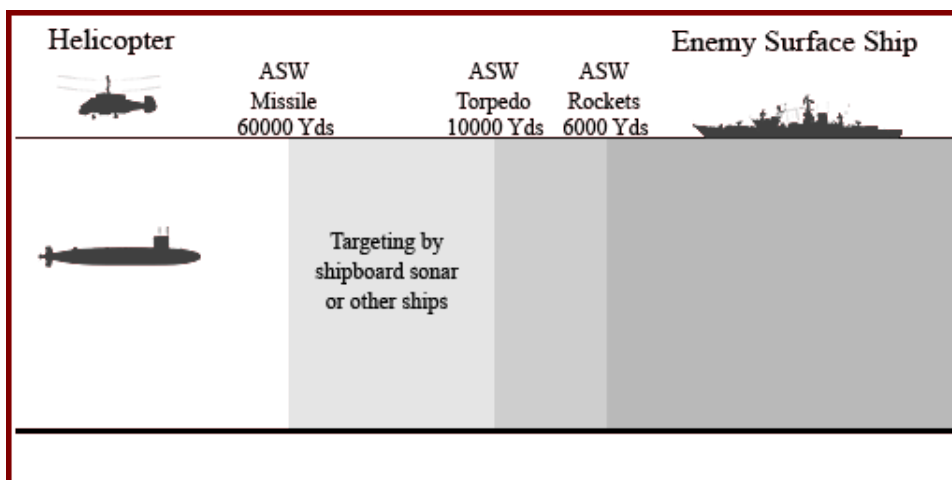 Helicopter
Enemy Surface Ship
ASW
Missile
60000 Yds
ASW
Torpedo
10000 Yds
ASW
Rockets
6000 Yds
Targeting by
shipboard sonar
or other ships